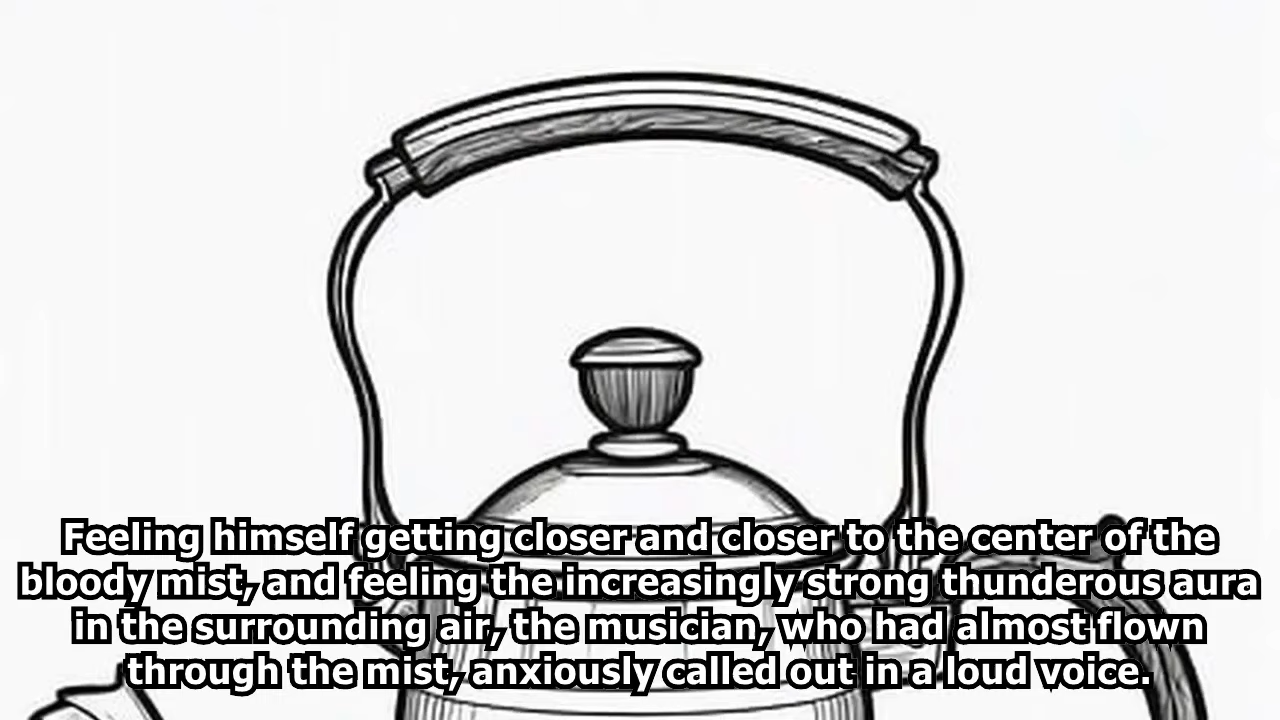 Feeling himself getting closer and closer to the center of the
bloody mist, and feeling the increasingly strong thunderous aura
in the surrounding air, the musician, who had almost flown
through the mist, anxiously called out in a loud voice.